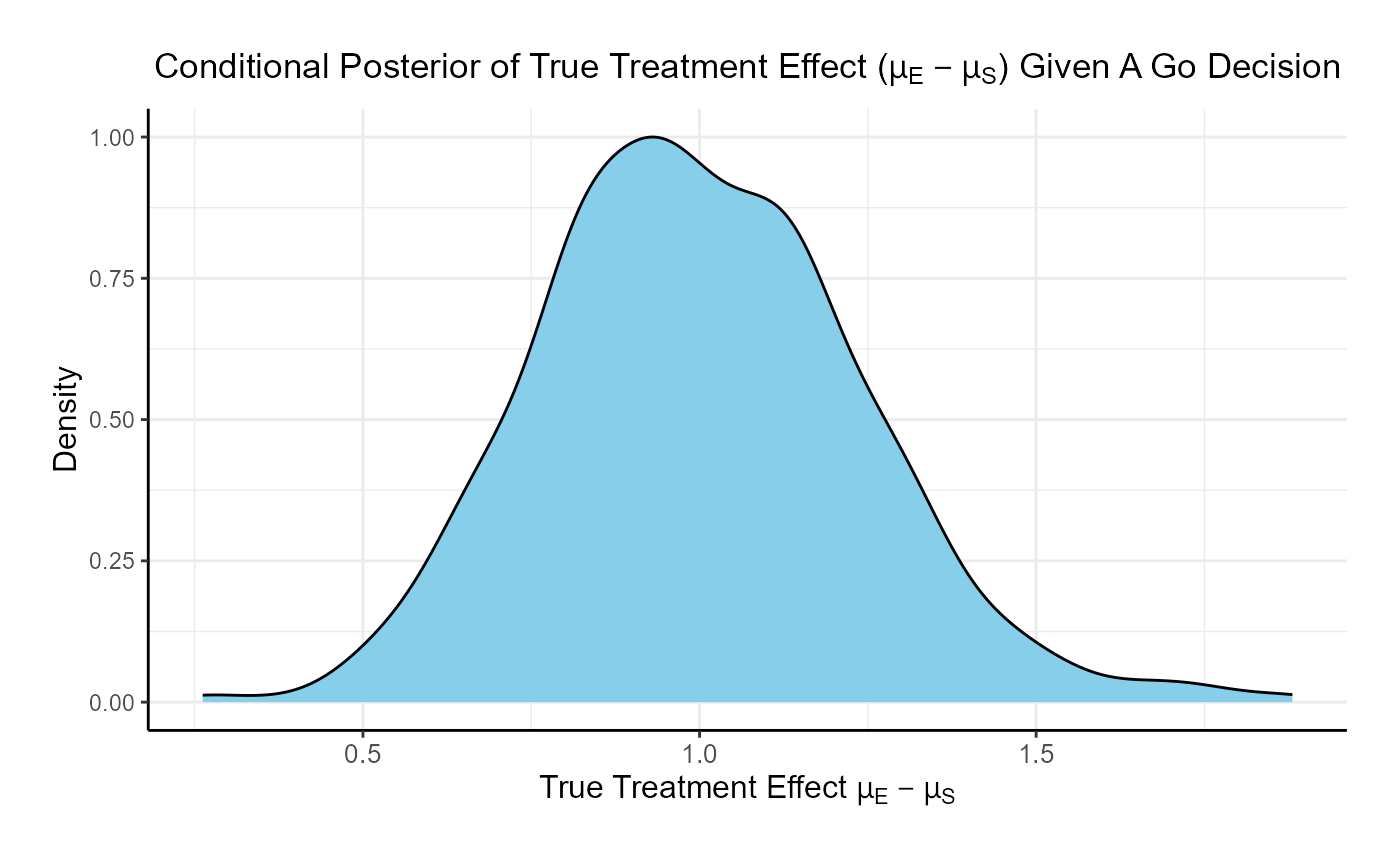 Conditional Posterior of True Treatment Effect (μE − μS) Given A Go Decision
1.00
0.75
0.50
0.25
0.00
Density
0.5 1.0 1.5
True Treatment Effect μE − μS